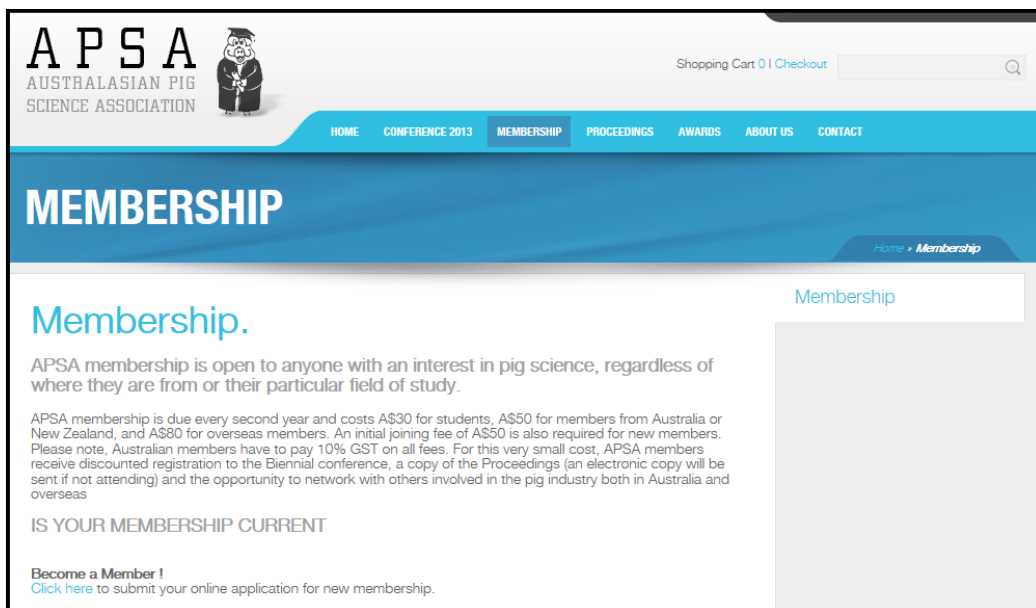 APSA
AUSTRALASIAN PIG
SCIENCE ASSOCIATION
Shopping Cart 0 | Checkout
HOME CONFERENCE 2013 MEMBERSHIP PROCEEDINGS AWARDS ABOUT US CONTACT
MEMBERSHIP
Home » Membership
Membership
Membership.
APSA membership is open to anyone with an interest in pig science, regardless of
where they are from or their particular field of study.
APSA membership is due every second year and costs A$30 for students, A$50 for members from Australia or
New Zealand, and A$80 for overseas members. An initial joining fee of A$50 is also required for new members.
Please note, Australian members have to pay 10% GST on all fees. For this very small cost, APSA members
receive discounted registration to the Biennial conference, a copy of the Proceedings (an electronic copy will be
sent if not attending) and the opportunity to network with others involved in the pig industry both in Australia and
overseas
IS YOUR MEMBERSHIP CURRENT
Become a Member !
Click here to submit your online application for new membership.